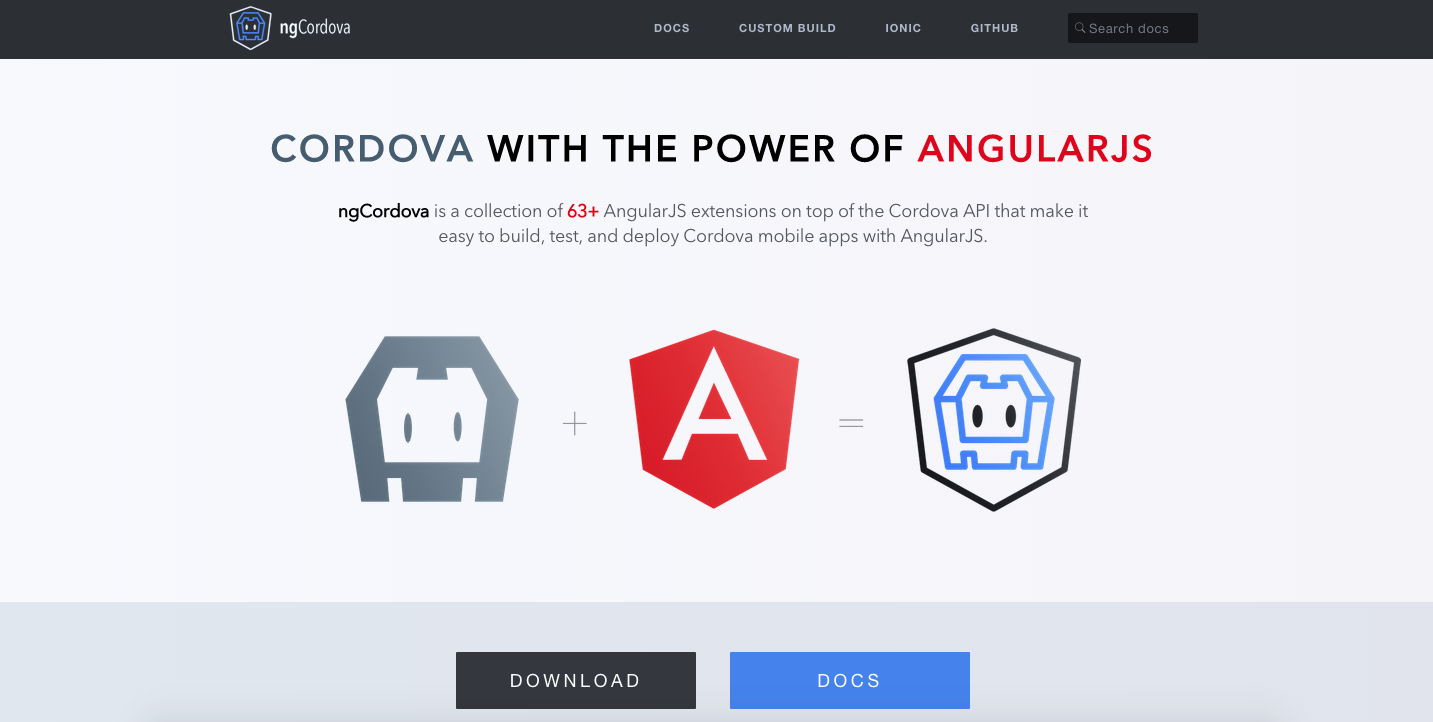 ngCordova
DOCS
CUSTOM BUILD
IONIC
GITHUB
Search docs
CORDOVA WITH THE POWER OF ANGULARJS
ngCordova is a collection of 63+ AngularJS extensions on top of the Cordova API that make it
easy to build, test, and deploy Cordova mobile apps with AngularJS.
+
A
=
DOWNLOAD
DOCS